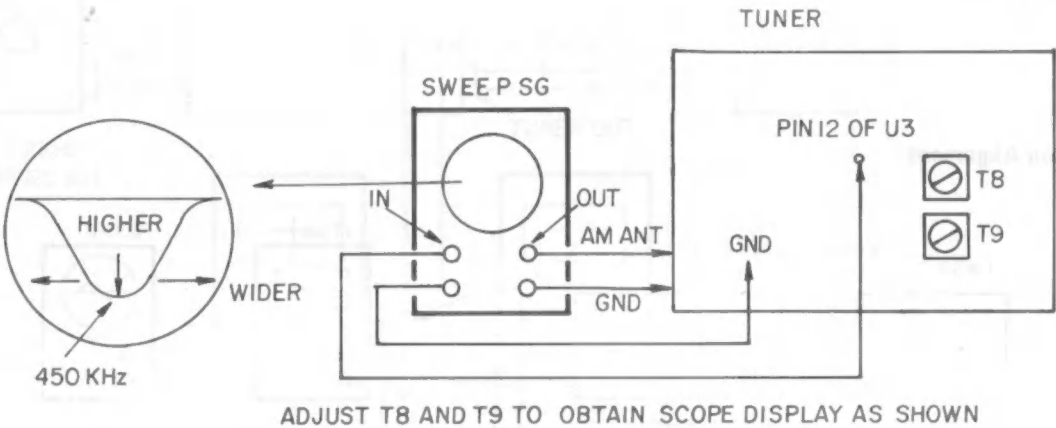 TUNER
SWEEP SG
PIN 12 OF U3
T8
IN
OUT
HIGHER
AM ANT
GND
T9
WIDER
GND
450 KHz
ADJUST T8 AND T9 TO OBTAIN SCOPE DISPLAY AS SHOWN